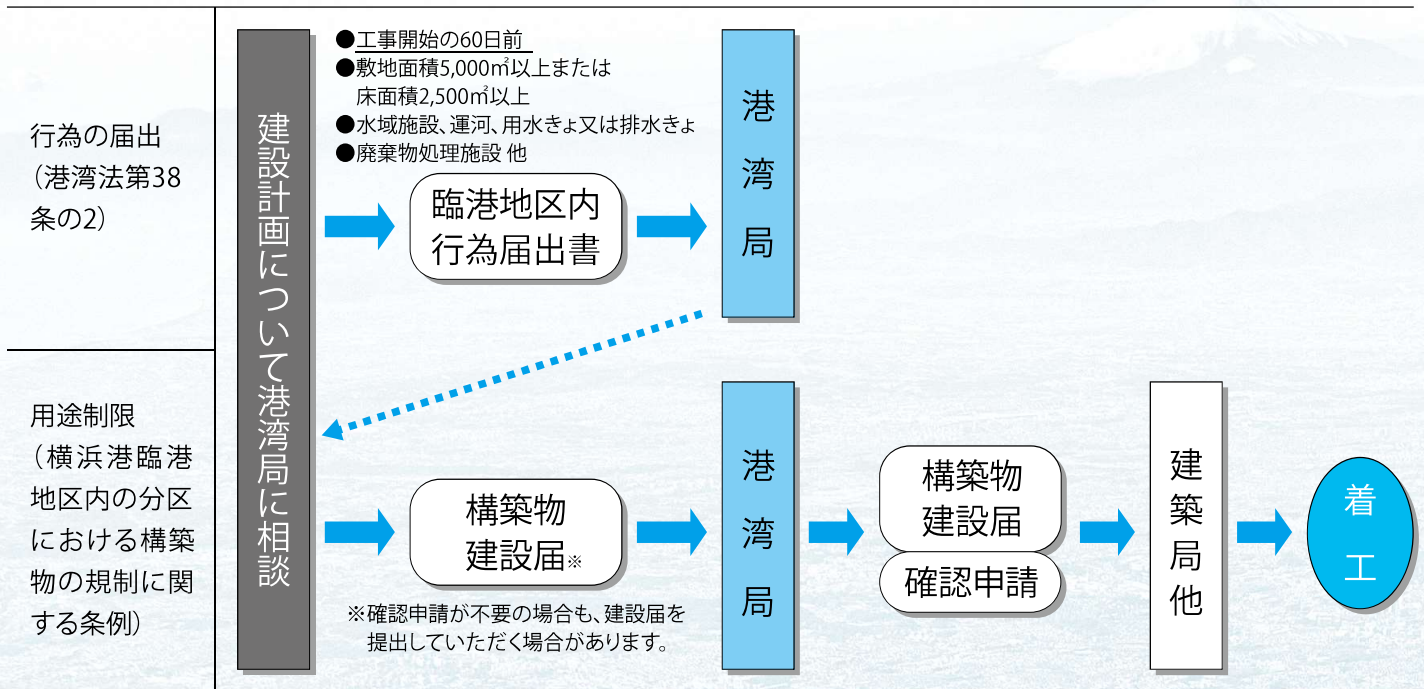 行為の届出
（港湾法第38
条の2）
建設計画について港湾局に相談
●工事開始の60日前
●敷地面積5,000㎡以上または
床面積2,500㎡以上
●水域施設、運河、用水きょ又は排水きょ
●廃棄物処理施設 他
臨港地区内
行為届出書
港湾局
用途制限
（横浜港臨港
地区内の分区
における構築
物の規制に関
する条例）
構築物
建設届※
※確認申請が不要の場合も、建設届を
提出していただく場合があります。
港湾局
構築物
建設届
確認申請
建築局他
着工